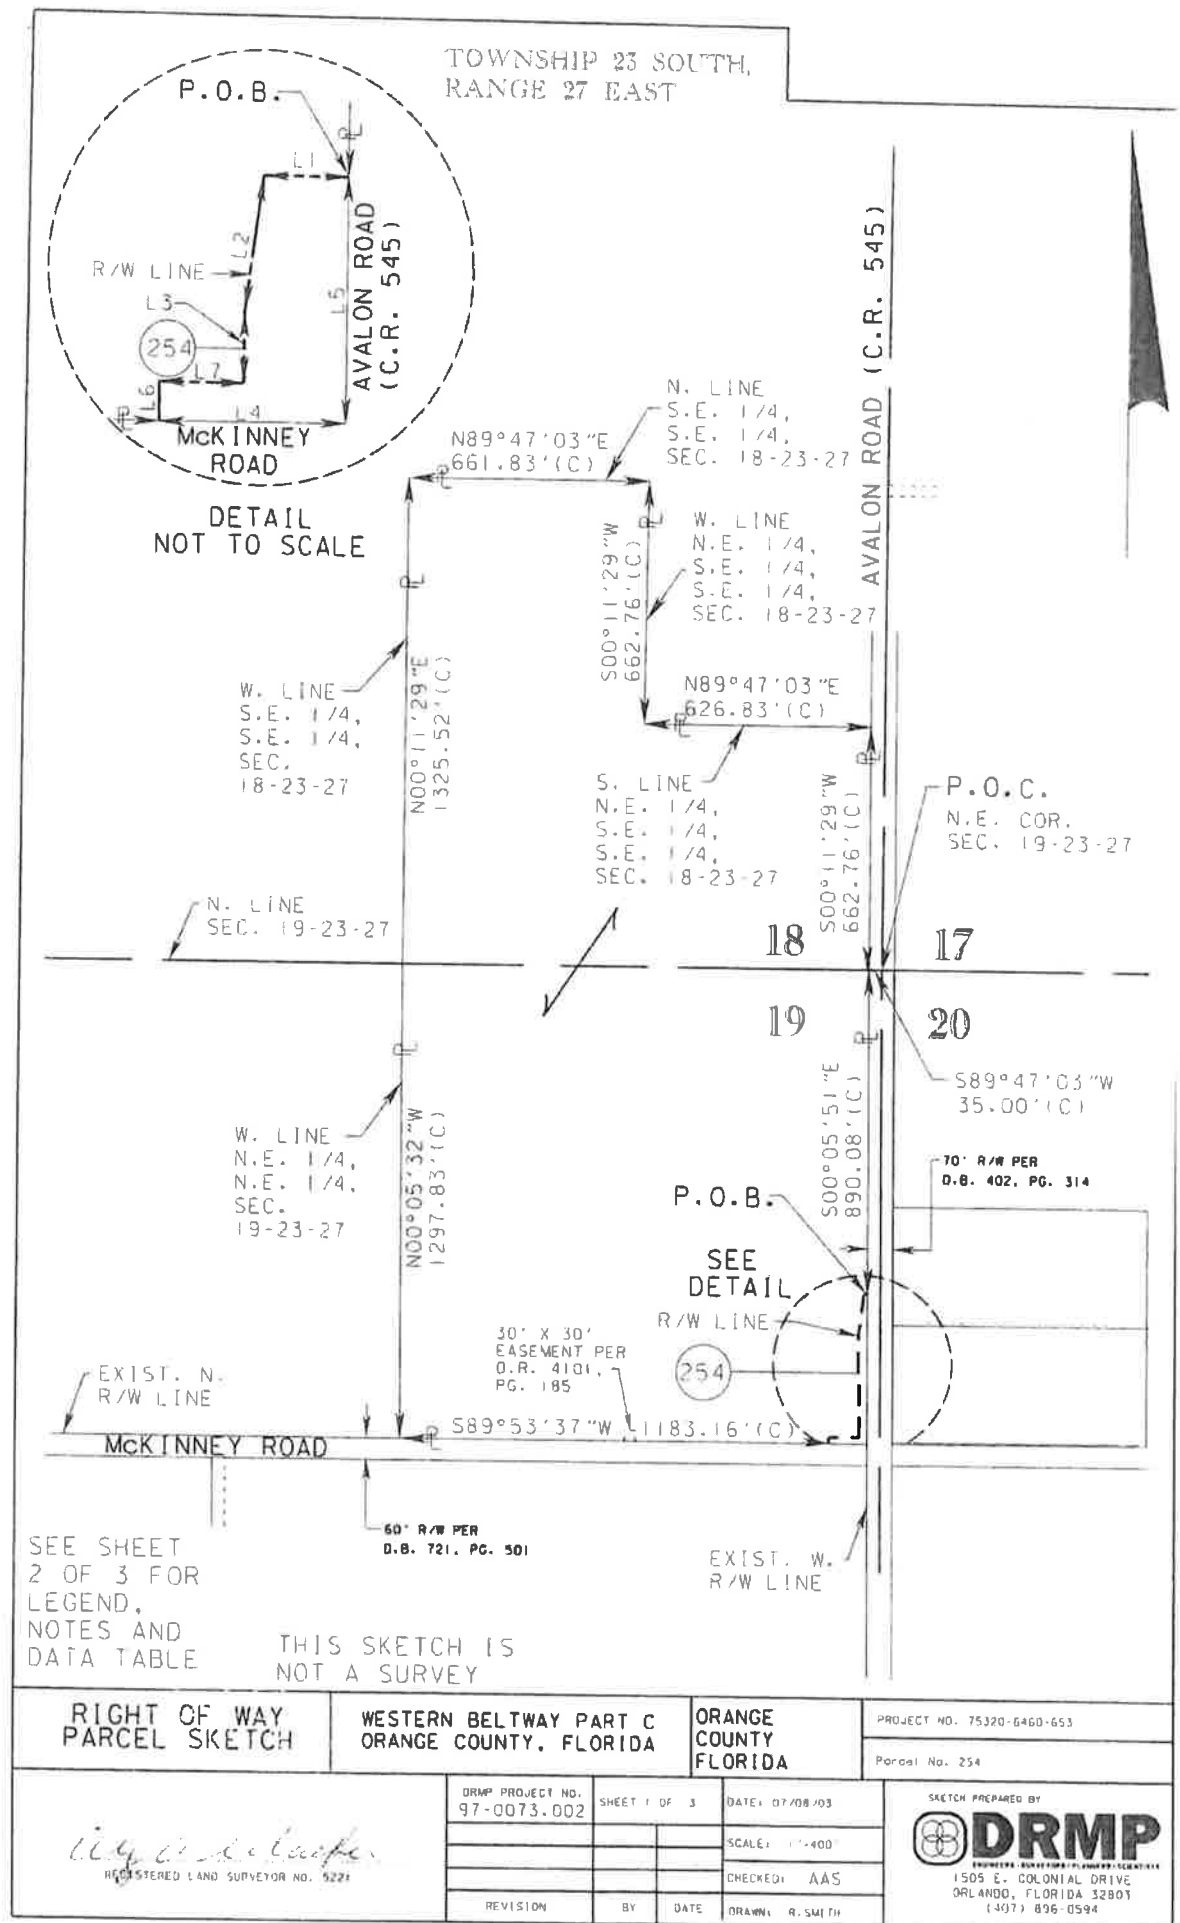 TOWNSHIP 23 SOUTH,
RANGE 27 EAST
P.O.B.
L1
L2
R/W LINE
L3
254
L7
L6
L4
L5
AVALON ROAD
(C.R. 545)
McKINNEY
ROAD
DETAIL
NOT TO SCALE
AVALON ROAD (C.R. 545)
N. LINE
S.E. 1/4,
S.E. 1/4,
SEC. 18-23-27
N89°47'03"E
661.83'(C)
W. LINE
N.E. 1/4,
S.E. 1/4,
S.E. 1/4,
SEC. 18-23-27
S00°11'29"W
662.76'(C)
N89°47'03"E
626.83'(C)
W. LINE
S.E. 1/4,
S.E. 1/4,
SEC.
18-23-27
N00°11'29"E
1325.52'(C)
S. LINE
N.E. 1/4,
S.E. 1/4,
S.E. 1/4,
SEC. 18-23-27
S00°11'29"W
662.76'(C)
P.O.C.
N.E. COR.
SEC. 19-23-27
N. LINE
SEC. 19-23-27
18
17
19
20
S89°47'03"W
35.00'(C)
S00°05'51"E
890.08'(C)
W. LINE
N.E. 1/4,
N.E. 1/4,
SEC.
19-23-27
N00°05'32"W
1297.83'(C)
70' R/W PER
D.B. 402, PG. 314
P.O.B.
SEE
DETAIL
R/W LINE
254
30' X 30'
EASEMENT PER
O.R. 4101,
PG. 185
EXIST. N.
R/W LINE
McKINNEY ROAD
S89°53'37"W 1183.16'(C)
60' R/W PER
D.B. 721, PG. 501
EXIST. W.
R/W LINE
SEE SHEET
2 OF 3 FOR
LEGEND,
NOTES AND
DATA TABLE
THIS SKETCH IS
NOT A SURVEY
RIGHT OF WAY
PARCEL SKETCH
WESTERN BELTWAY PART C
ORANGE COUNTY, FLORIDA
ORANGE
COUNTY
FLORIDA
PROJECT NO. 75320-6460-653
Parcel No. 254
REGISTERED LAND SURVEYOR NO.
DRMP PROJECT NO.
97-0073.002
SHEET 1 OF 3
DATE: 07/08/03
SCALE: 1"=400'
CHECKED: AAS
REVISION
BY
DATE
DRAWN: R. SMITH
SKETCH PREPARED BY
DRMP
ENGINEERS·SURVEYORS·PLANNERS·SCIENTISTS
1505 E. COLONIAL DRIVE
ORLANDO, FLORIDA 32803
(407) 896-0594